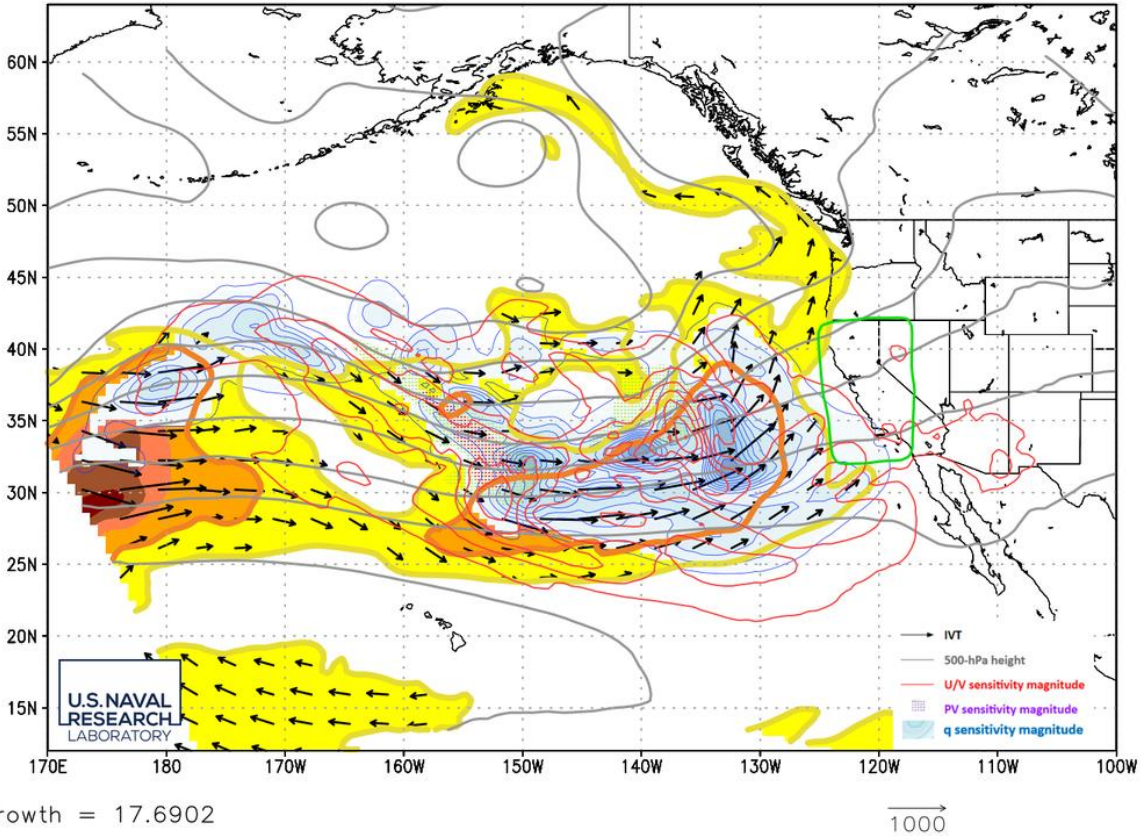 60N
55N
50N
45N
40N
35N
30N
25N
20N
15N
IVT
500-hPa height
U/V sensitivity magnitude
PV sensitivity magnitude
q sensitivity magnitude
U.S. NAVAL
RESEARCH
LABORATORY
170E 180 170W 160W 150W 140W 130W 120W 110W 100W
rowth = 17.6902
1000